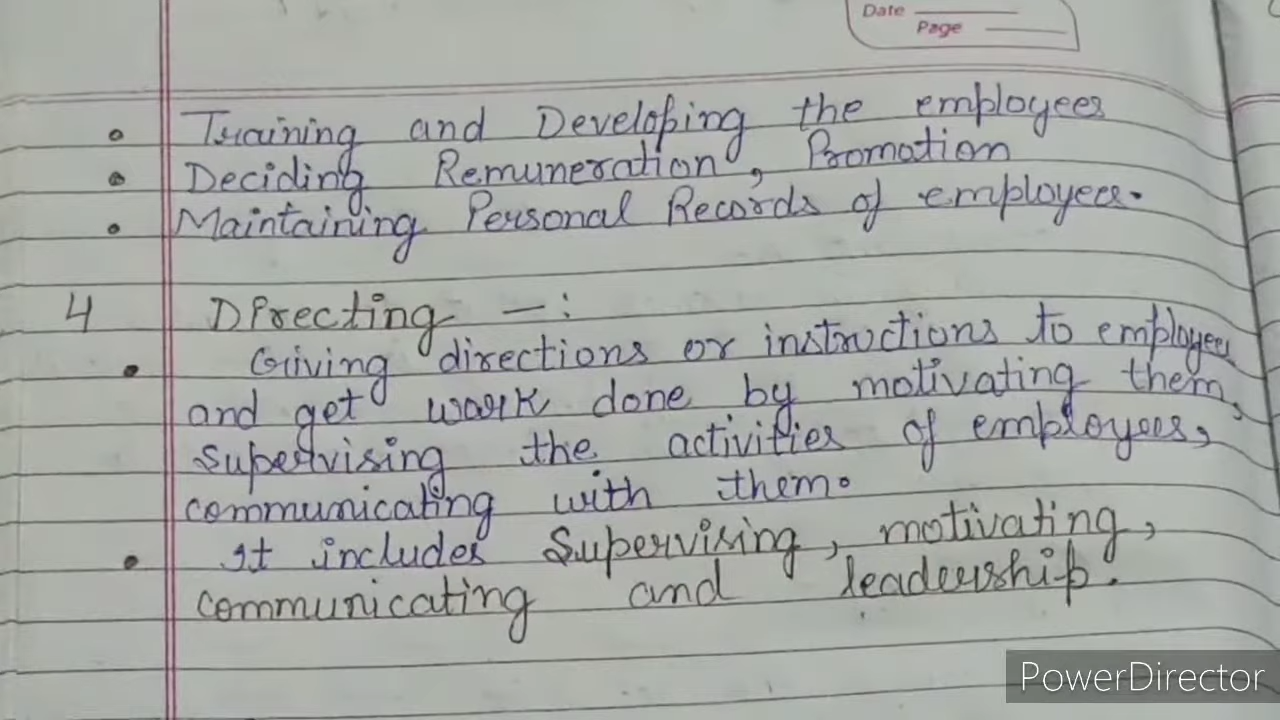 Date
Page
• Training and Developing the employees
• Deciding Remuneration, Promotion
• Maintaining Personal Records of employees.
4 Directing -:
• Giving directions or instructions to employees
and get work done by motivating them,
supervising the activities of employees,
communicating with them.
• It includes Supervising, motivating,
communicating and leadership.
PowerDirector